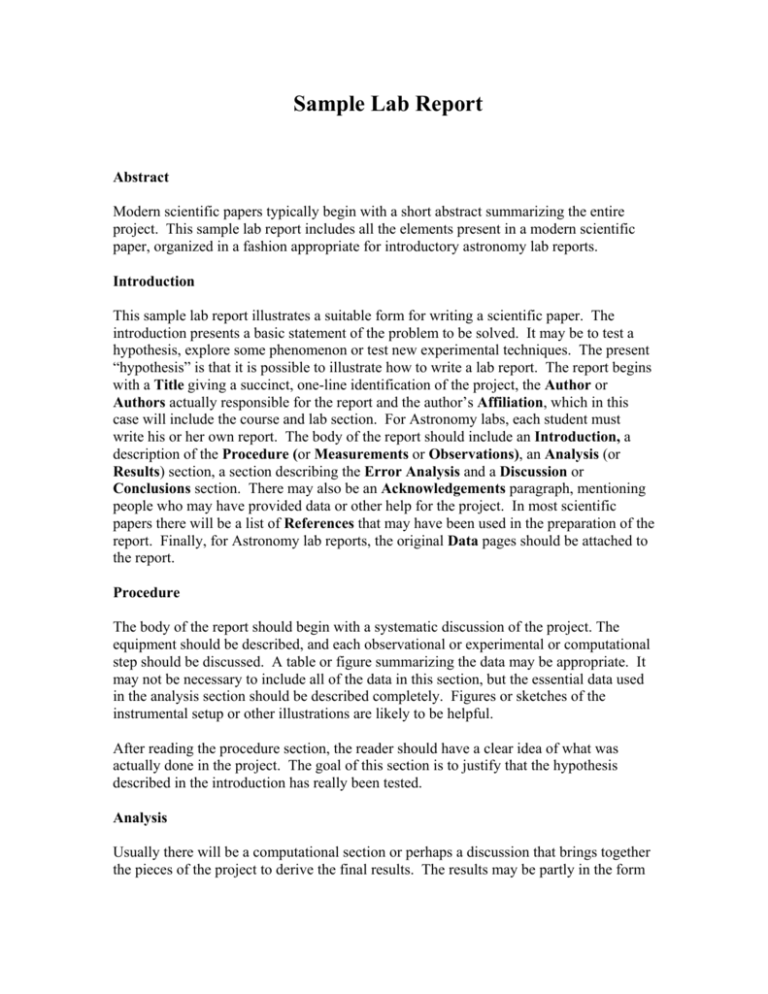 Sample Lab Report
Abstract
Modern scientific papers typically begin with a short abstract summarizing the entire
project.  This sample lab report includes all the elements present in a modern scientific
paper, organized in a fashion appropriate for introductory astronomy lab reports.
Introduction
This sample lab report illustrates a suitable form for writing a scientific paper.  The
introduction presents a basic statement of the problem to be solved.  It may be to test a
hypothesis, explore some phenomenon or test new experimental techniques.  The present
“hypothesis” is that it is possible to illustrate how to write a lab report.  The report begins
with a Title giving a succinct, one-line identification of the project, the Author or
Authors actually responsible for the report and the author’s Affiliation, which in this
case will include the course and lab section.  For Astronomy labs, each student must
write his or her own report.  The body of the report should include an Introduction, a
description of the Procedure (or Measurements or Observations), an Analysis (or
Results) section, a section describing the Error Analysis and a Discussion or
Conclusions section.  There may also be an Acknowledgements paragraph, mentioning
people who may have provided data or other help for the project.  In most scientific
papers there will be a list of References that may have been used in the preparation of the
report.  Finally, for Astronomy lab reports, the original Data pages should be attached to
the report.
Procedure
The body of the report should begin with a systematic discussion of the project. The
equipment should be described, and each observational or experimental or computational
step should be discussed.  A table or figure summarizing the data may be appropriate.  It
may not be necessary to include all of the data in this section, but the essential data used
in the analysis section should be described completely.  Figures or sketches of the
instrumental setup or other illustrations are likely to be helpful.
After reading the procedure section, the reader should have a clear idea of what was
actually done in the project.  The goal of this section is to justify that the hypothesis
described in the introduction has really been tested.
Analysis
Usually there will be a computational section or perhaps a discussion that brings together
the pieces of the project to derive the final results.  The results may be partly in the form